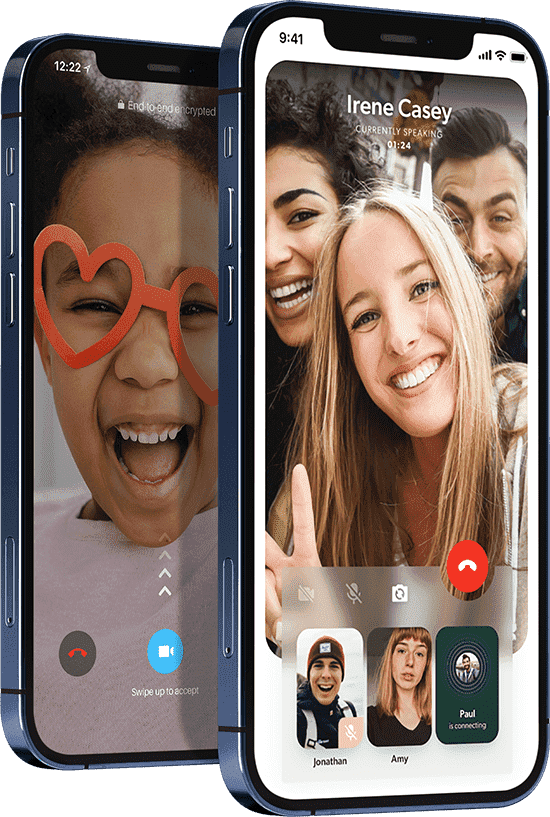 12:22
End-to-end encrypted
Swipe up to accept
9:41
Irene Casey
CURRENTLY SPEAKING
01:24
Jonathan
Amy
Paul
is connecting